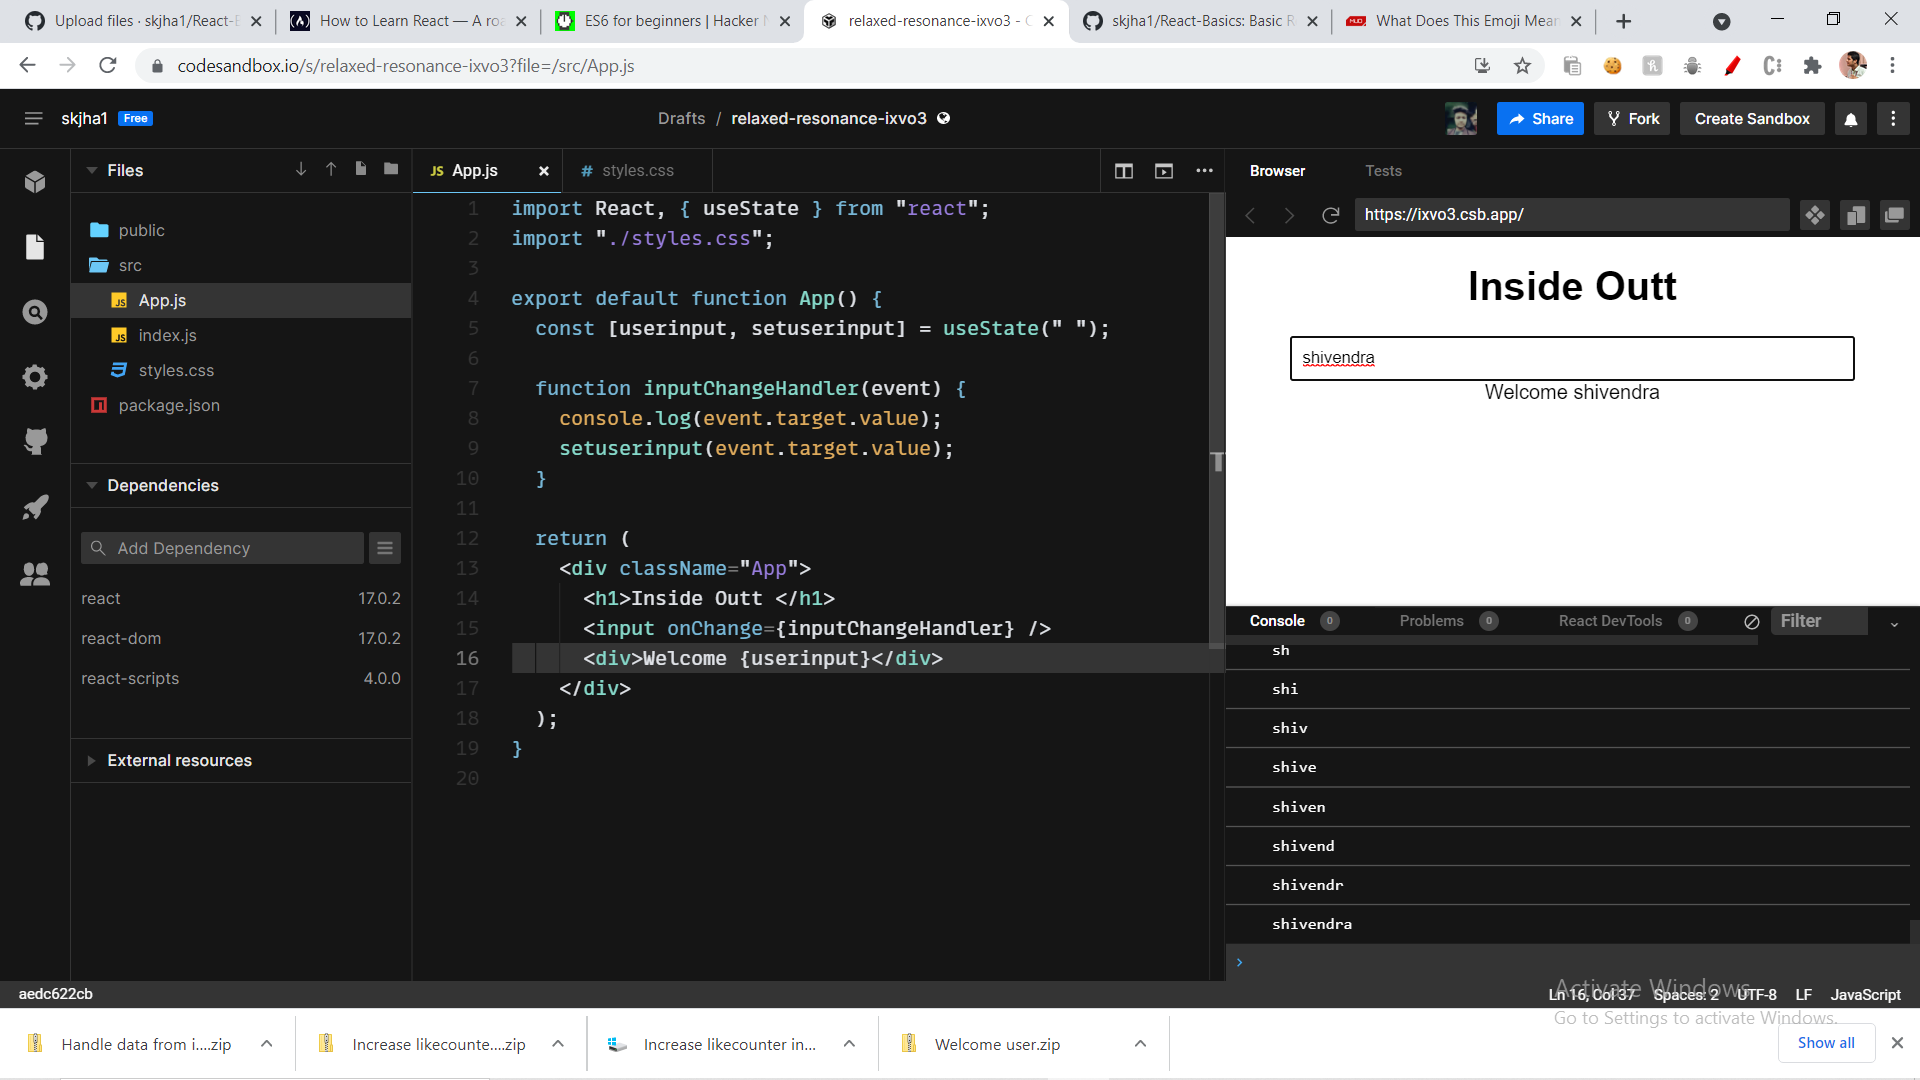 Upload files · skjha1/React-B
How to Learn React — A roa
ES6 for beginners | Hacker N
relaxed-resonance-ixvo3 - C
skjha1/React-Basics: Basic R
What Does This Emoji Mean
codesandbox.io/s/relaxed-resonance-ixvo3?file=/src/App.js
skjha1 Free
Drafts / relaxed-resonance-ixvo3
Share
Fork
Create Sandbox
Files
public
src
JS App.js
JS index.js
styles.css
package.json
Dependencies
Add Dependency
react 17.0.2
react-dom 17.0.2
react-scripts 4.0.0
External resources
JS App.js
# styles.css
1 import React, { useState } from "react";
2 import "./styles.css";
3
4 export default function App() {
5 const [userinput, setuserinput] = useState(" ");
6
7 function inputChangeHandler(event) {
8 console.log(event.target.value);
9 setuserinput(event.target.value);
10 }
11
12 return (
13 <div className="App">
14 <h1>Inside Outt </h1>
15 <input onChange={inputChangeHandler} />
16 <div>Welcome {userinput}</div>
17 </div>
18 );
19 }
20
Browser Tests
https://ixvo3.csb.app/
Inside Outt
shivendra
Welcome shivendra
Console 0 Problems 0 React DevTools 0 Filter
sh
shi
shiv
shive
shiven
shivend
shivendr
shivendra
Activate Windows
Go to Settings to activate Windows.
aedc622cb
Ln 16, Col 37 Spaces: 2 UTF-8 LF JavaScript
Handle data from i....zip
Increase likecounte....zip
Increase likecounter in...
Welcome user.zip
Show all